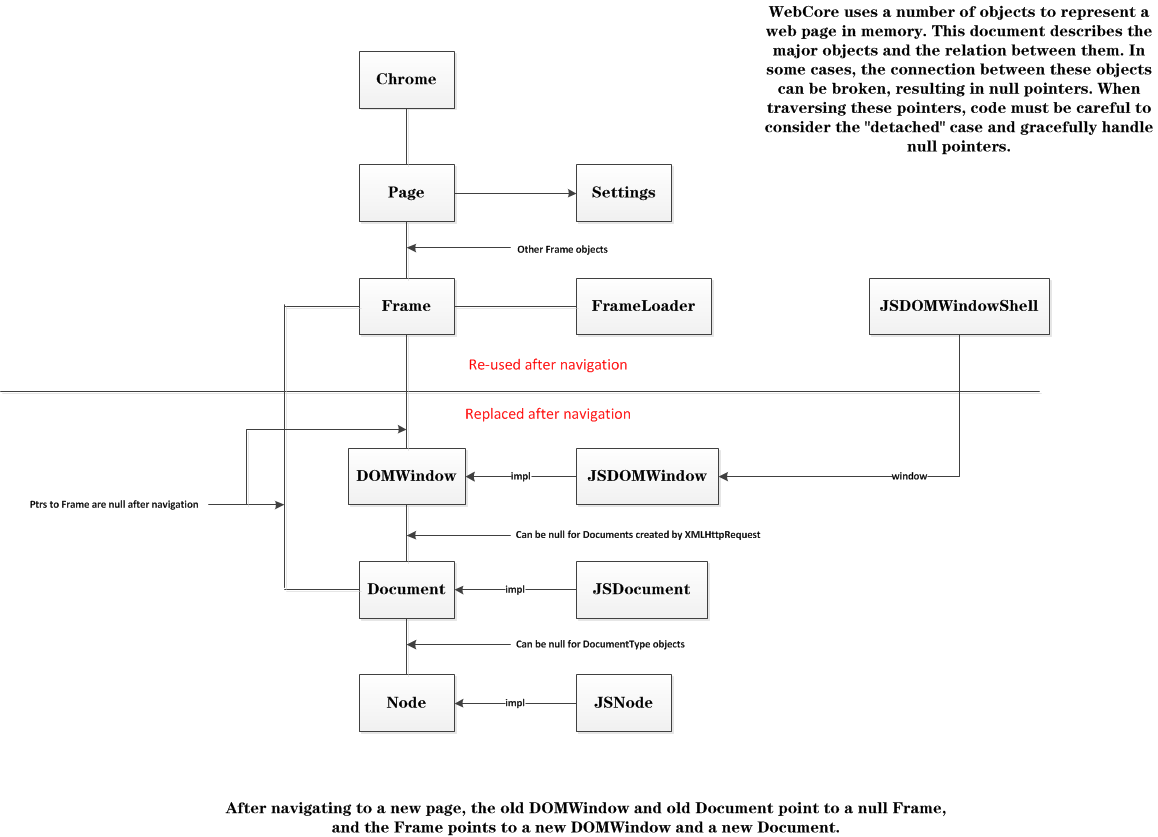 WebCore uses a number of objects to represent a
web page in memory. This document describes the
major objects and the relation between them. In
some cases, the connection between these objects
can be broken, resulting in null pointers. When
traversing these pointers, code must be careful to
consider the "detached" case and gracefully handle
null pointers.
Chrome
Page
Settings
Other Frame objects
Frame
FrameLoader
JSDOMWindowShell
Re-used after navigation
Replaced after navigation
DOMWindow
impl
JSDOMWindow
window
Ptrs to Frame are null after navigation
Can be null for Documents created by XMLHttpRequest
Document
impl
JSDocument
Can be null for DocumentType objects
Node
impl
JSNode
After navigating to a new page, the old DOMWindow and old Document point to a null Frame,
and the Frame points to a new DOMWindow and a new Document.